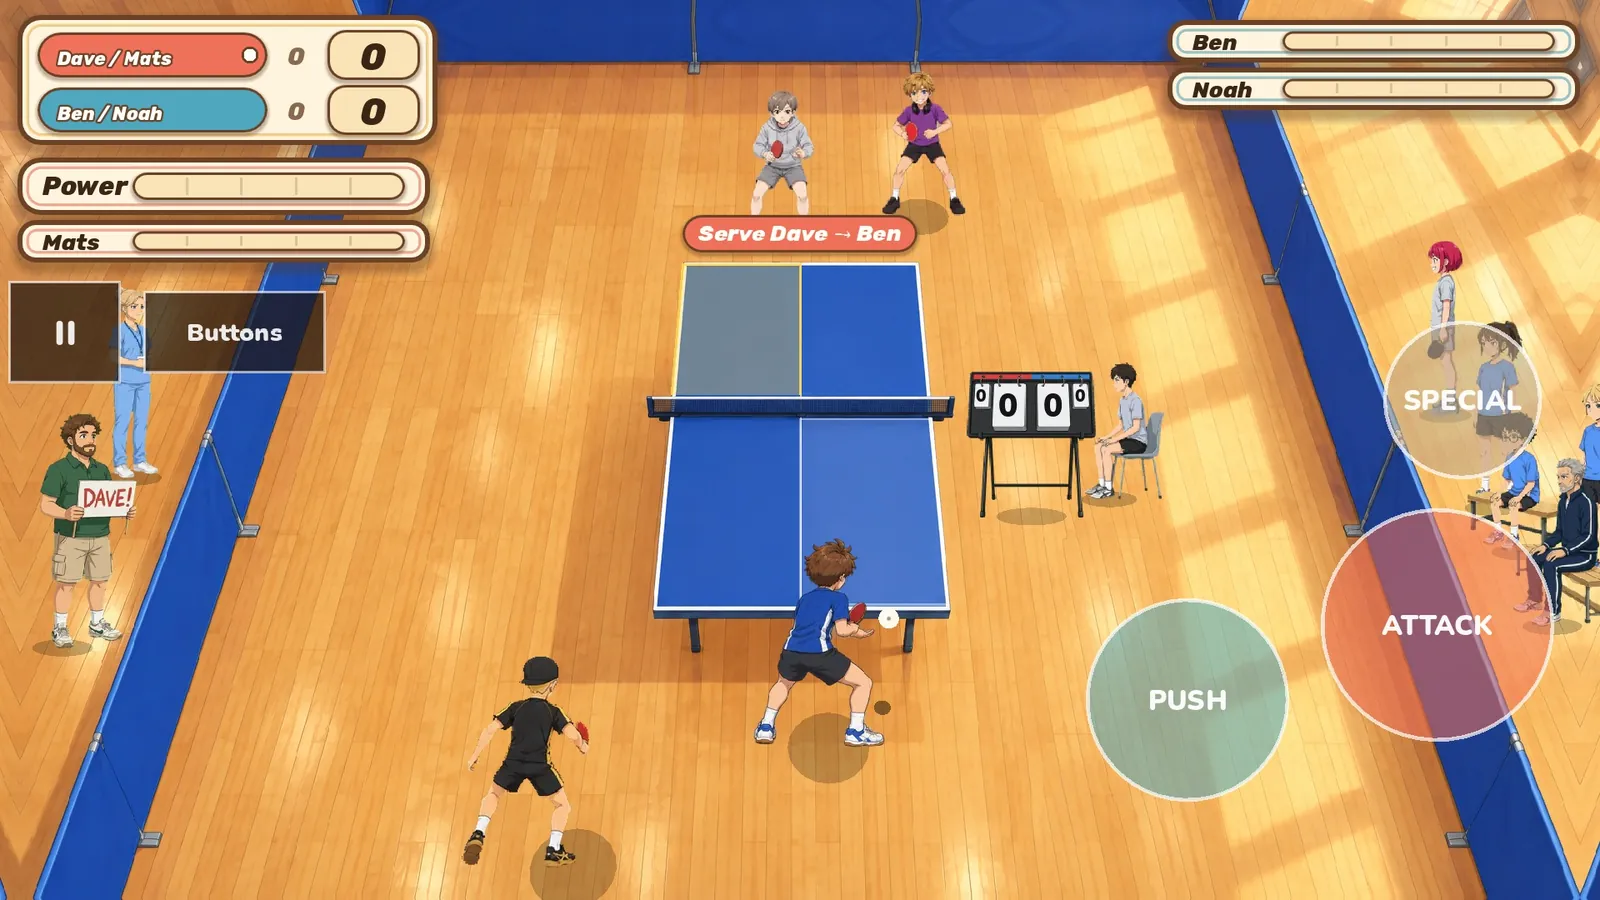 Dave / Mats 0 0
Ben / Noah 0 0
Power
Mats
Ben
Noah
Buttons
Serve Dave → Ben
0 0 0 0
DAVE!
SPECIAL
ATTACK
PUSH